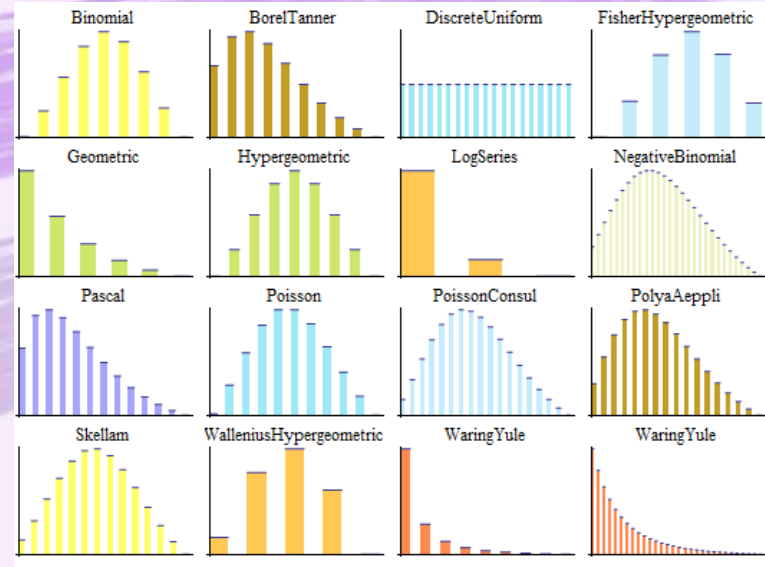 Binomial
BorelTanner
DiscreteUniform
FisherHypergeometric
Geometric
Hypergeometric
LogSeries
NegativeBinomial
Pascal
Poisson
PoissonConsul
PolyaAeppli
Skellam
WalleniusHypergeometric
WaringYule
WaringYule